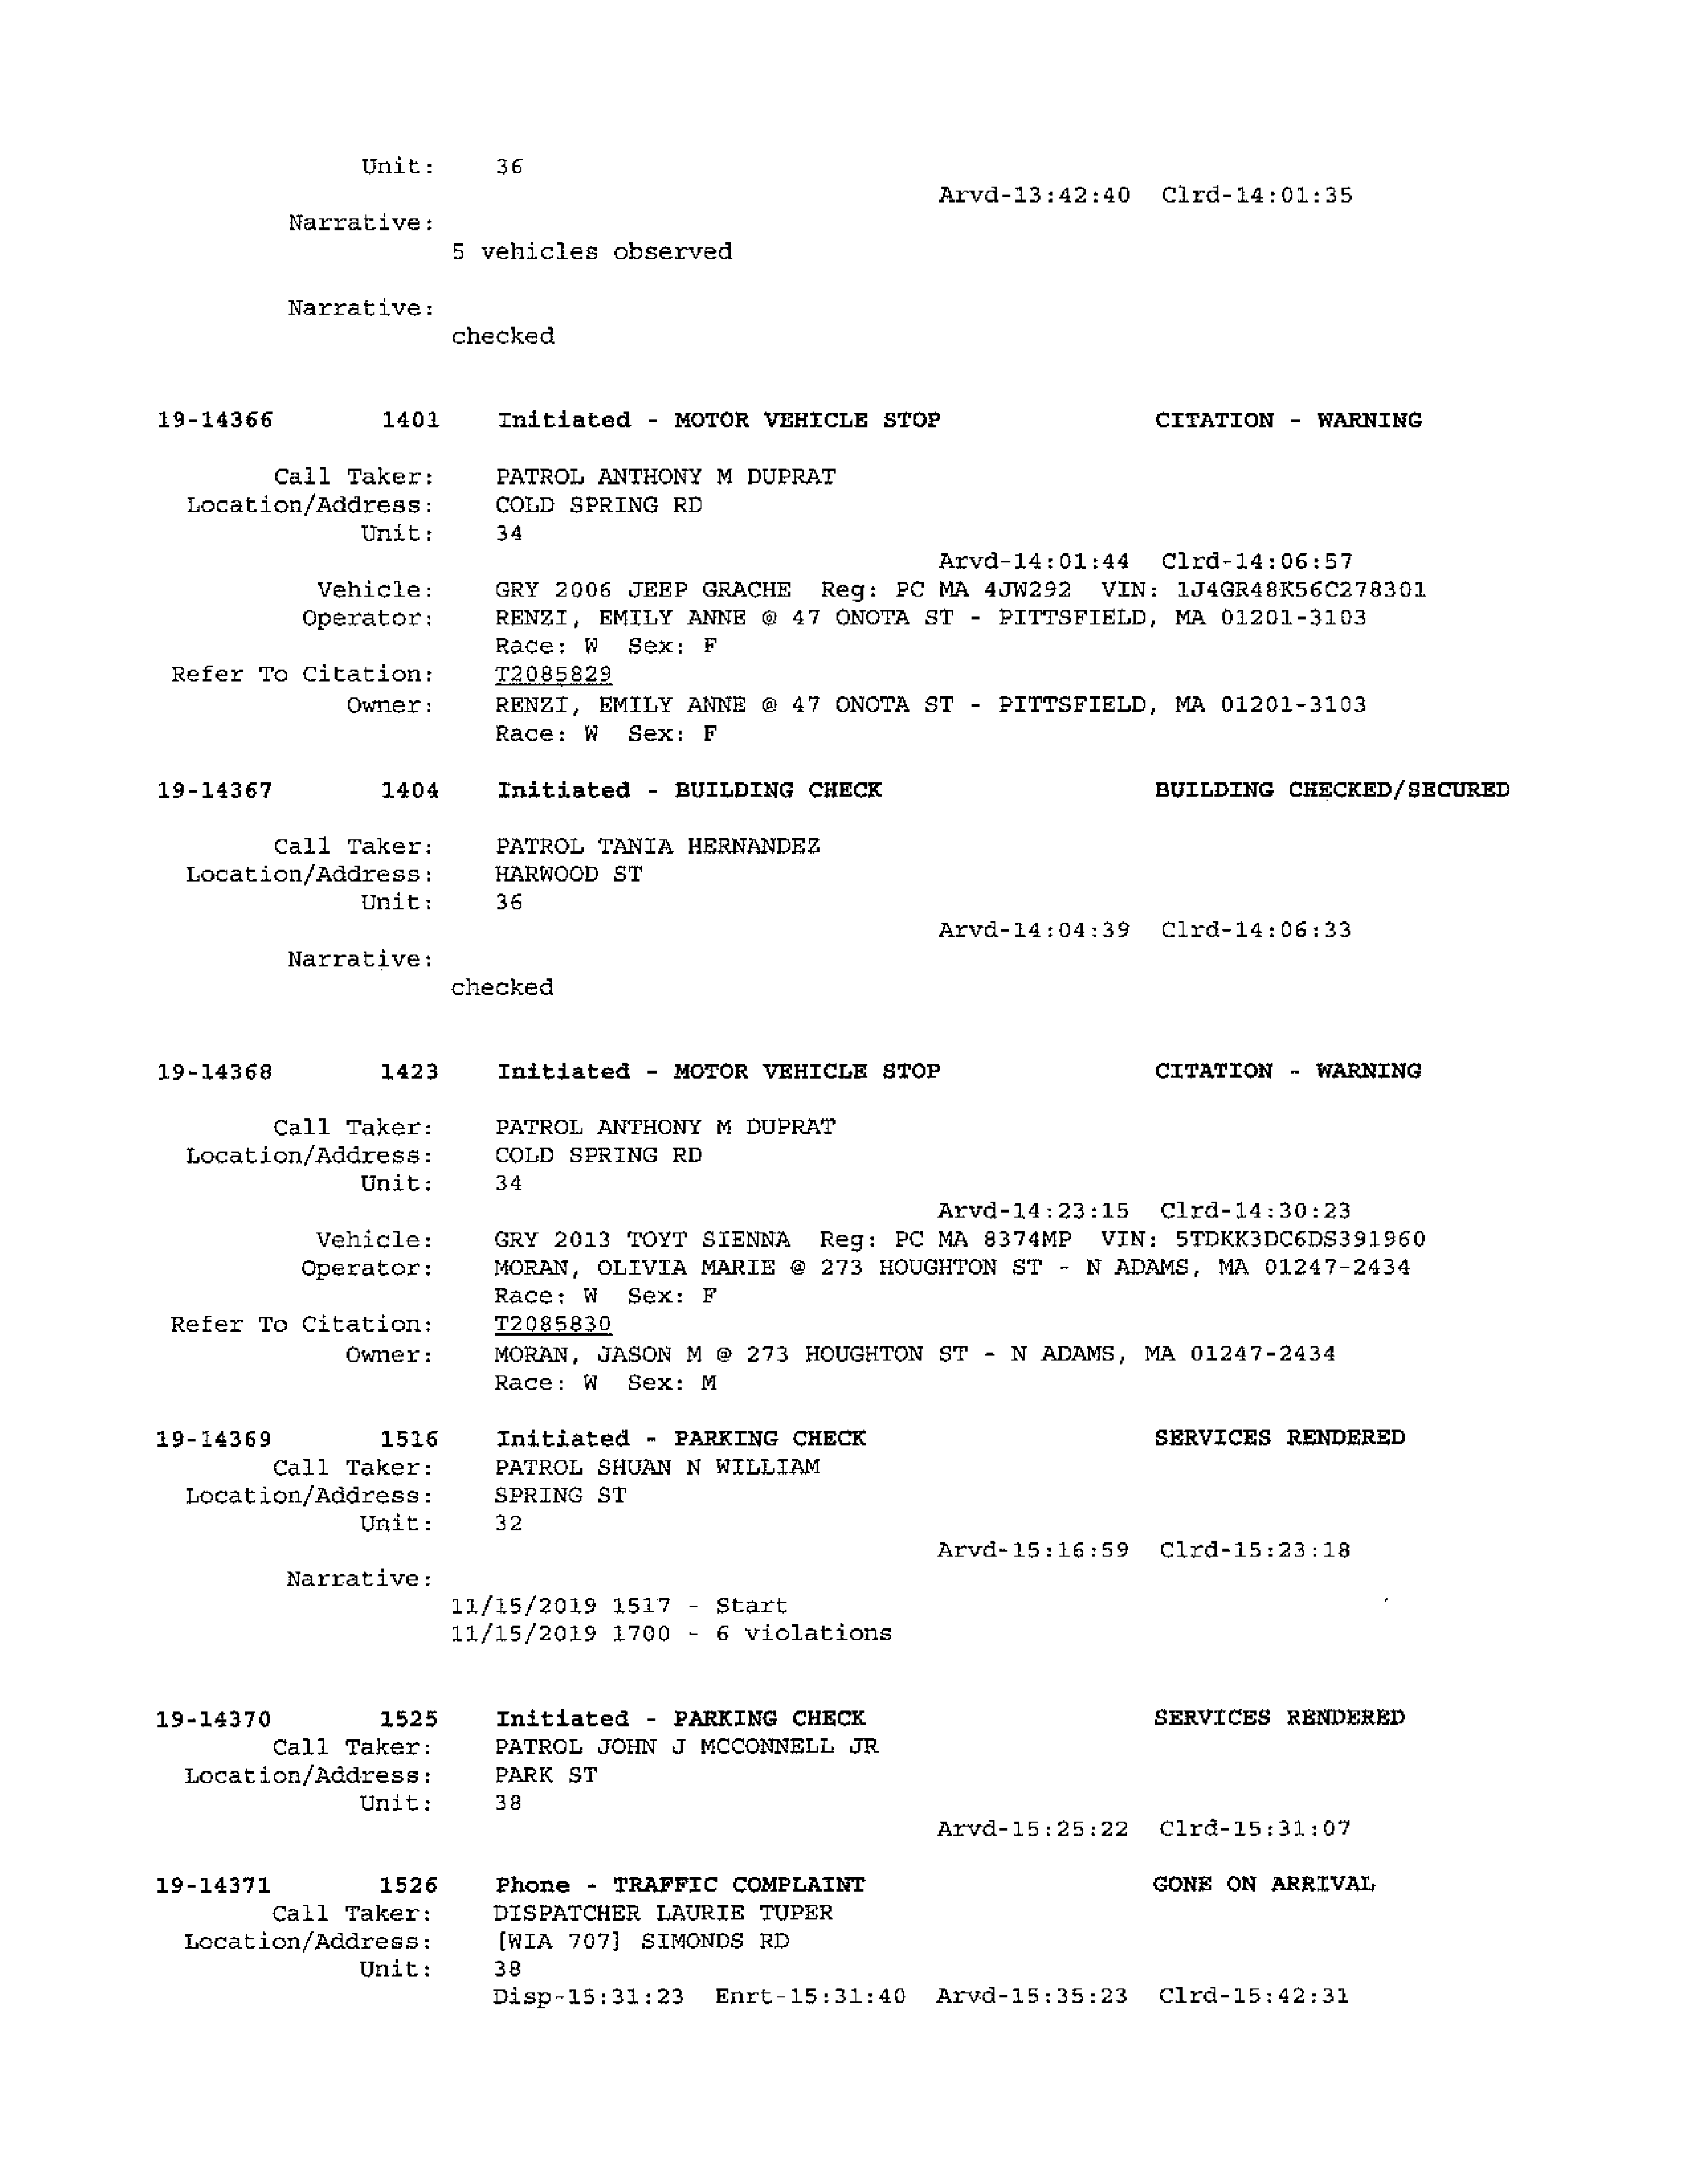 Unit: 36
Arvd-13:42:40 Clrd-14:01:35
Narrative:
5 vehicles observed
Narrative:
checked
19-14366 1401 Initiated - MOTOR VEHICLE STOP CITATION - WARNING
Call Taker: PATROL ANTHONY M DUPRAT
Location/Address: COLD SPRING RD
Unit: 34
Arvd-14:01:44 Clrd-14:06:57
Vehicle: GRY 2006 JEEP GRACHE Reg: PC MA 4JW292 VIN: 1J4GR48K56C278301
Operator: RENZI, EMILY ANNE @ 47 ONOTA ST - PITTSFIELD, MA 01201-3103
Race: W Sex: F
Refer To Citation: T2085829
Owner: RENZI, EMILY ANNE @ 47 ONOTA ST - PITTSFIELD, MA 01201-3103
Race: W Sex: F
19-14367 1404 Initiated - BUILDING CHECK BUILDING CHECKED/SECURED
Call Taker: PATROL TANIA HERNANDEZ
Location/Address: HARWOOD ST
Unit: 36
Arvd-14:04:39 Clrd-14:06:33
Narrative:
checked
19-14368 1423 Initiated - MOTOR VEHICLE STOP CITATION - WARNING
Call Taker: PATROL ANTHONY M DUPRAT
Location/Address: COLD SPRING RD
Unit: 34
Arvd-14:23:15 Clrd-14:30:23
Vehicle: GRY 2013 TOYT SIENNA Reg: PC MA 8374MP VIN: 5TDKK3DC6DS391960
Operator: MORAN, OLIVIA MARIE @ 273 HOUGHTON ST - N ADAMS, MA 01247-2434
Race: W Sex: F
Refer To Citation: T2085830
Owner: MORAN, JASON M @ 273 HOUGHTON ST - N ADAMS, MA 01247-2434
Race: W Sex: M
19-14369 1516 Initiated - PARKING CHECK SERVICES RENDERED
Call Taker: PATROL SHUAN N WILLIAM
Location/Address: SPRING ST
Unit: 32
Arvd-15:16:59 Clrd-15:23:18
Narrative:
11/15/2019 1517 - Start
11/15/2019 1700 - 6 violations
19-14370 1525 Initiated - PARKING CHECK SERVICES RENDERED
Call Taker: PATROL JOHN J MCCONNELL JR
Location/Address: PARK ST
Unit: 38
Arvd-15:25:22 Clrd-15:31:07
19-14371 1526 Phone - TRAFFIC COMPLAINT GONE ON ARRIVAL
Call Taker: DISPATCHER LAURIE TUPER
Location/Address: [WIA 707] SIMONDS RD
Unit: 38
Disp-15:31:23 Enrt-15:31:40 Arvd-15:35:23 Clrd-15:42:31